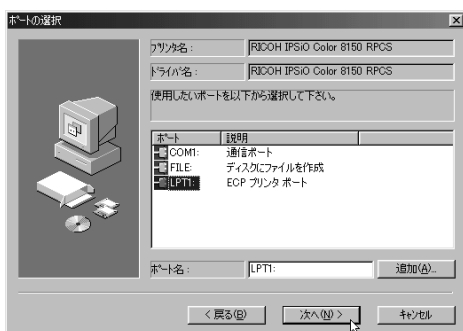 ポートの選択
プリンタ名 : RICOH IPSiO Color 8150 RPCS
ドライバ名 : RICOH IPSiO Color 8150 RPCS
使用したいポートを以下から選択して下さい。
ポート 説明
COM1: 通信ポート
FILE: ディスクにファイルを作成
LPT1: ECP プリンタ ポート
ポート名 : LPT1: 追加(A)...
< 戻る(B) 次へ(N) > キャンセル